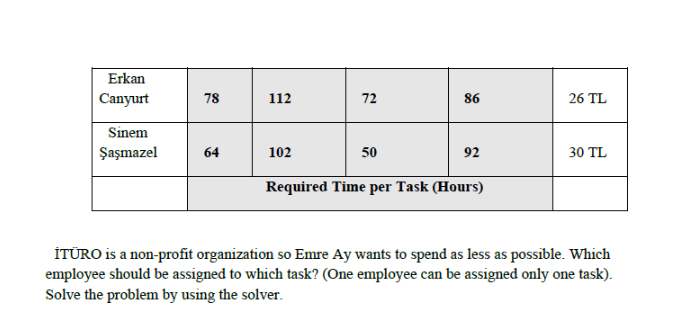 Erkan
Canyurt 78 112 72 86 26 TL
Sinem
Şaşmazel 64 102 50 92 30 TL
Required Time per Task (Hours)
İTÜRO is a non-profit organization so Emre Ay wants to spend as less as possible. Which
employee should be assigned to which task? (One employee can be assigned only one task).
Solve the problem by using the solver.